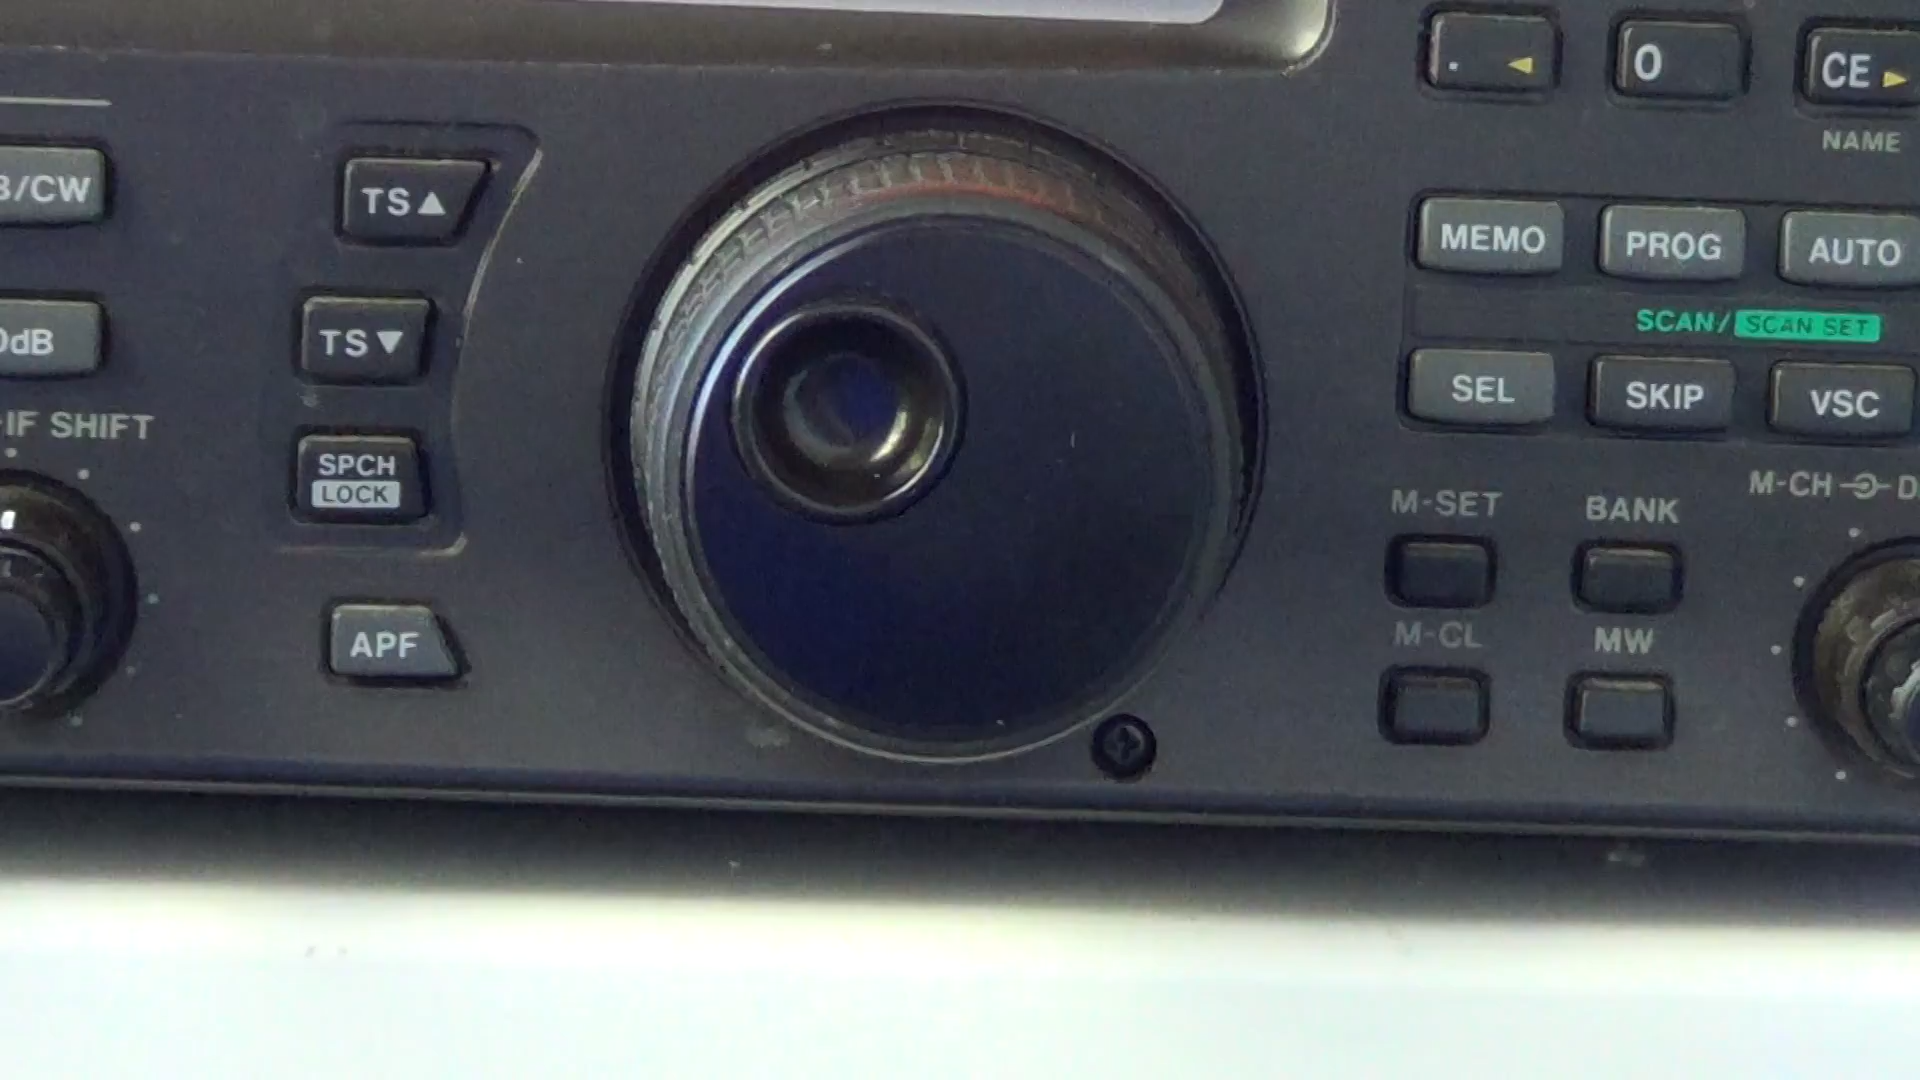 . ◄
0
CE ►
NAME
B/CW
TS▲
MEMO
PROG
AUTO
0dB
TS▼
SCAN/SCAN SET
SEL
SKIP
VSC
-IF SHIFT
SPCH
LOCK
M-SET
BANK
M-CH
D
APF
M-CL
MW